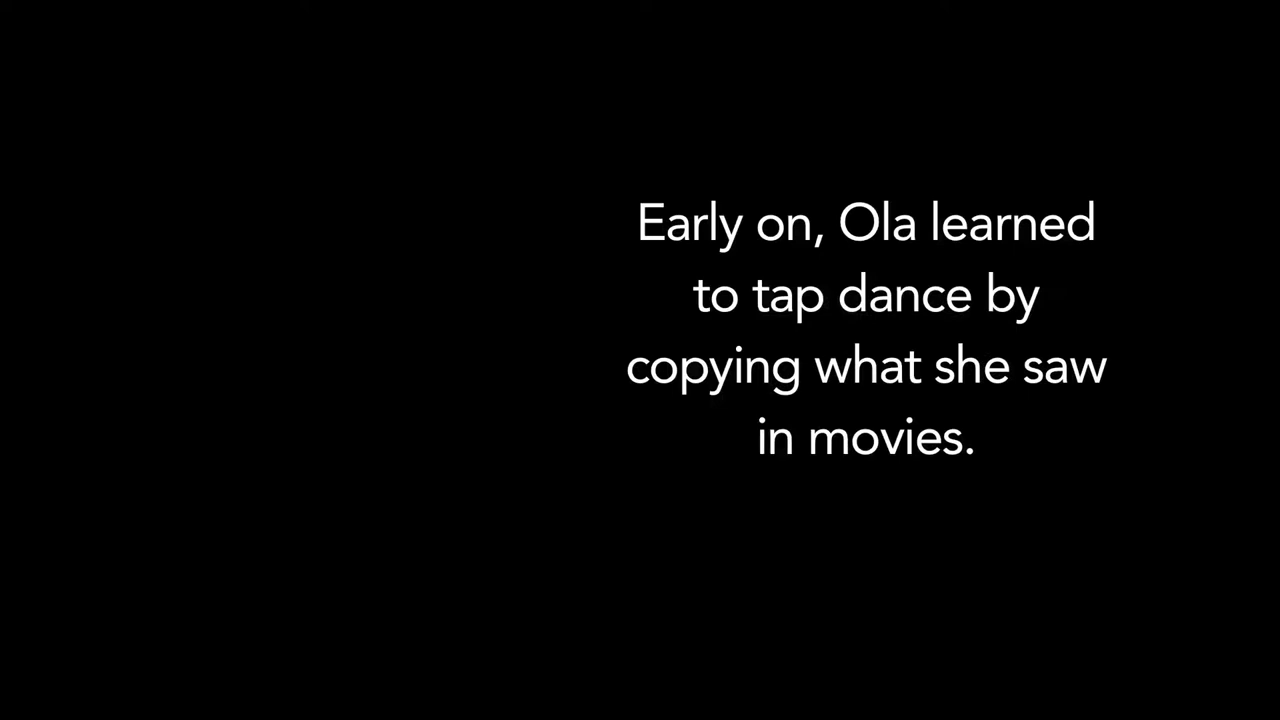 Early on, Ola learned
to tap dance by
copying what she saw
in movies.